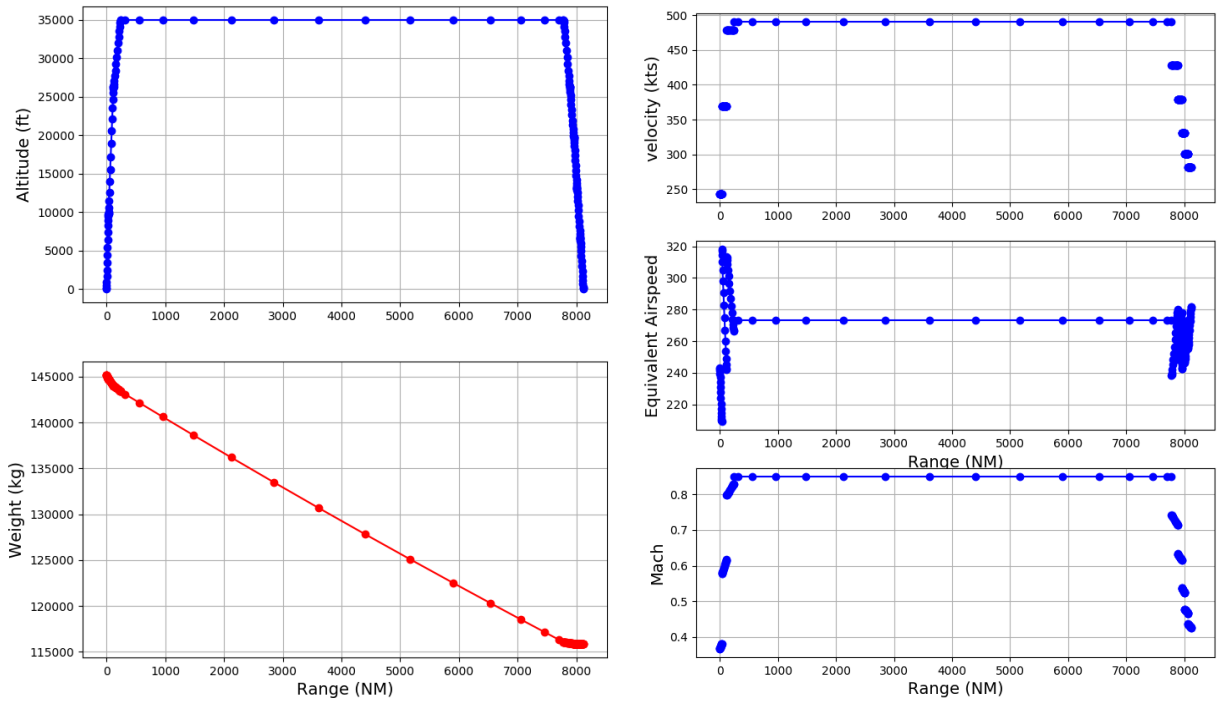 35000
30000
25000
20000
15000
10000
5000
0
Altitude (ft)
0 1000 2000 3000 4000 5000 6000 7000 8000
145000
140000
135000
130000
125000
120000
115000
Weight (kg)
0 1000 2000 3000 4000 5000 6000 7000 8000
Range (NM)
500
450
400
350
300
250
velocity (kts)
0 1000 2000 3000 4000 5000 6000 7000 8000
320
300
280
260
240
220
Equivalent Airspeed
0 1000 2000 3000 4000 5000 6000 7000 8000
Range (NM)
0.8
0.7
0.6
0.5
0.4
Mach
0 1000 2000 3000 4000 5000 6000 7000 8000
Range (NM)